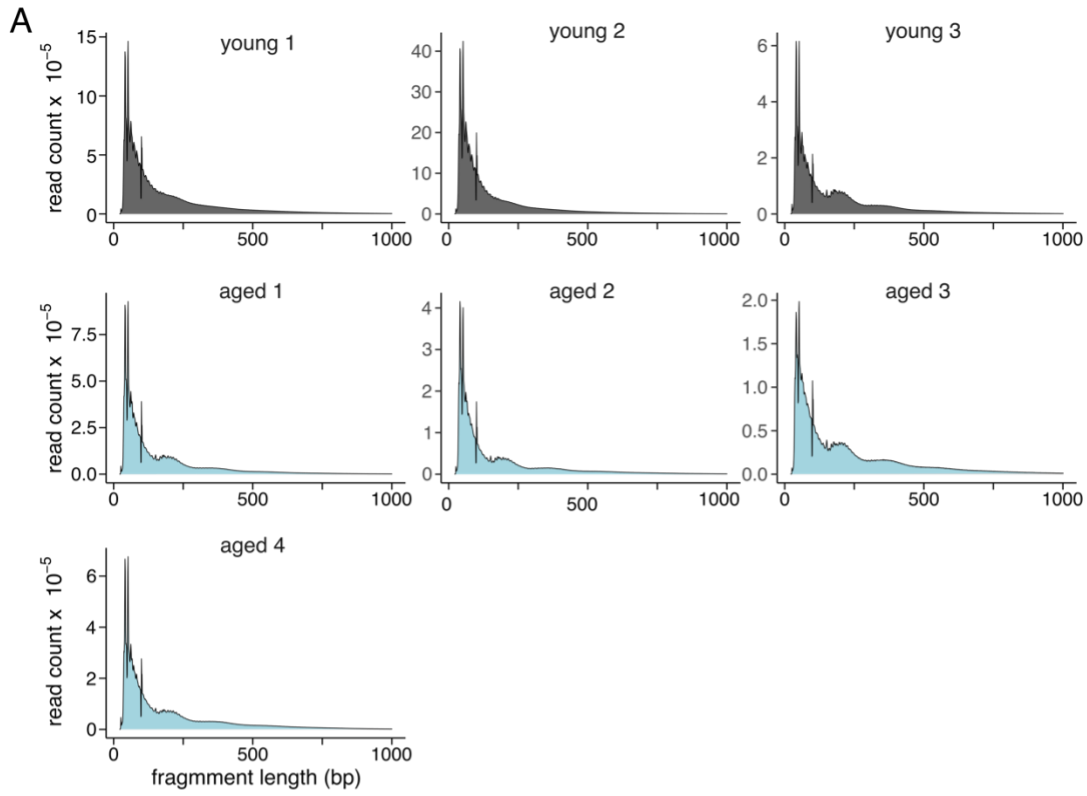 A
young 1
young 2
young 3
read count x 10⁻⁵
15
10
5
0
40
30
20
10
0
6
4
2
0
0 500 1000
0 500 1000
0 500 1000
aged 1
aged 2
aged 3
read count x 10⁻⁵
7.5
5.0
2.5
0.0
4
3
2
1
0
2.0
1.5
1.0
0.5
0.0
0 500 1000
0 500 1000
0 500 1000
aged 4
read count x 10⁻⁵
6
4
2
0
0 500 1000
fragmment length (bp)